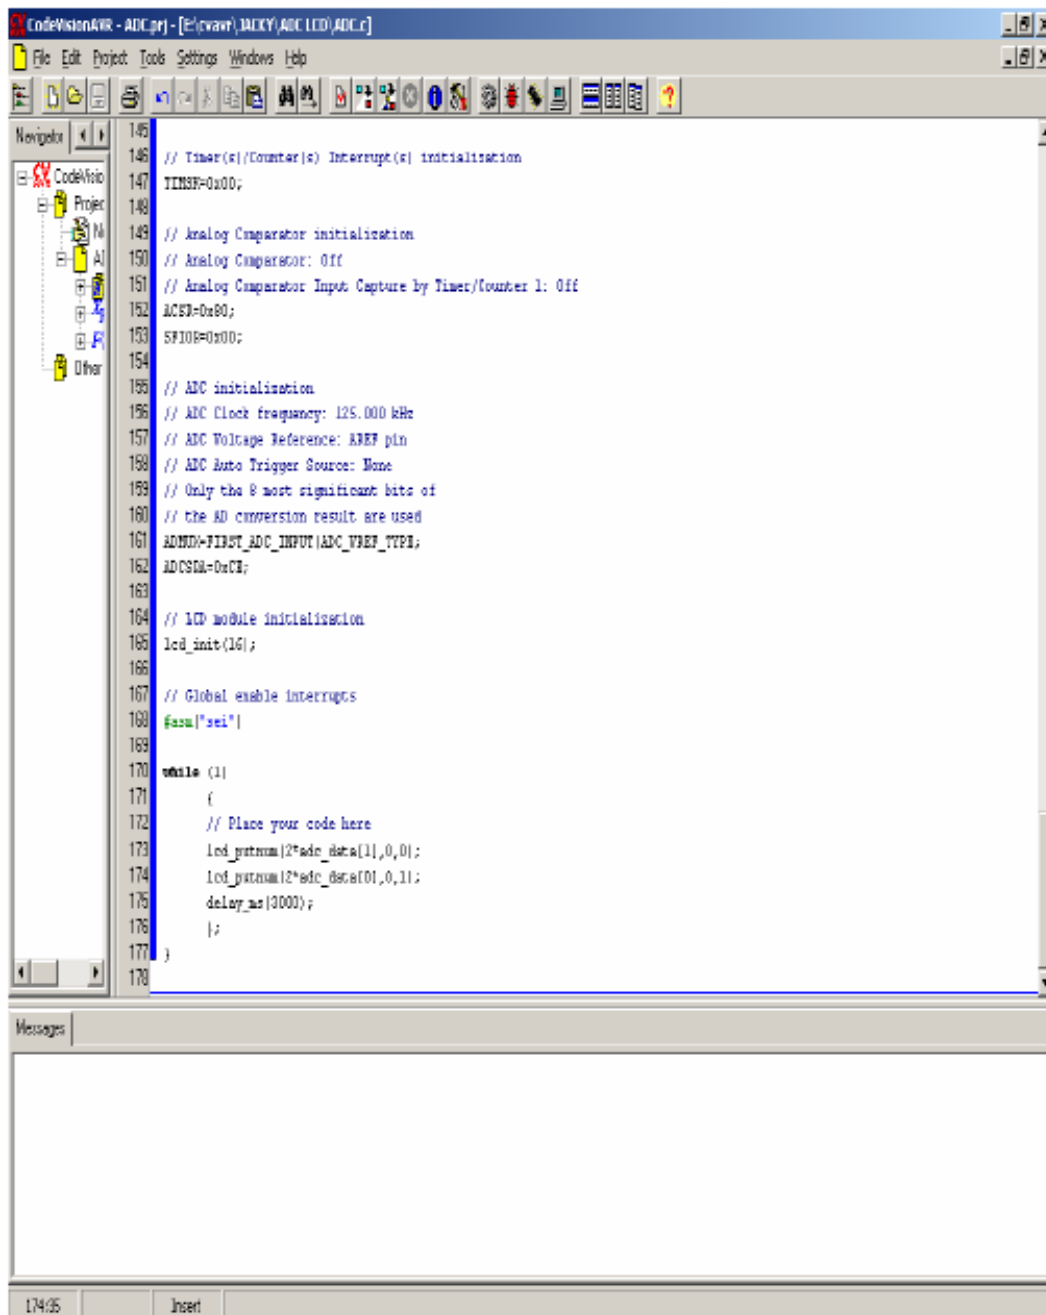 CodeVisionAVR - ADC.prj - [E:\cvavr\JACKY\ADC LCD\ADC.c]
File Edit Project Tools Settings Windows Help
Navigator
CodeVisio
Projec
N
A
Other
145
146 // Timer(s)/Counter(s) Interrupt(s) initialization
147 TIMSK=0x00;
148
149 // Analog Comparator initialization
150 // Analog Comparator: Off
151 // Analog Comparator Input Capture by Timer/Counter 1: Off
152 ACSR=0x80;
153 SFIOR=0x00;
154
155 // ADC initialization
156 // ADC Clock frequency: 125.000 kHz
157 // ADC Voltage Reference: AREF pin
158 // ADC Auto Trigger Source: None
159 // Only the 8 most significant bits of
160 // the AD conversion result are used
161 ADMUX=FIRST_ADC_INPUT|ADC_VREF_TYPE;
162 ADCSRA=0xCE;
163
164 // LCD module initialization
165 lcd_init(16);
166
167 // Global enable interrupts
168 #asm("sei")
169
170 while (1)
171 {
172 // Place your code here
173 lcd_putnum(2*adc_data[1],0,0);
174 lcd_putnum(2*adc_data[0],0,1);
175 delay_ms(3000);
176 };
177 }
178
Messages
174:35 Insert